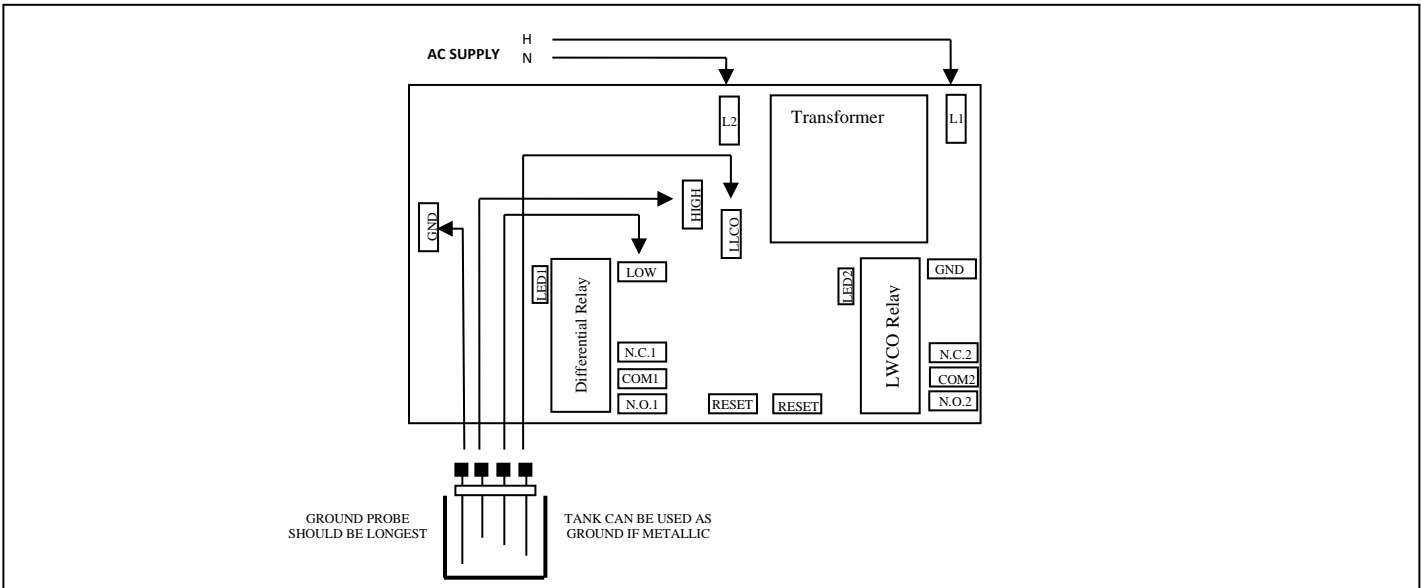 H
AC SUPPLY N
L2
Transformer
L1
HIGH
GND
LLCO
LED1
Differential Relay
LOW
LED2
LWCO Relay
GND
N.C.1
COM1
N.O.1
RESET
RESET
N.C.2
COM2
N.O.2
GROUND PROBE
SHOULD BE LONGEST
TANK CAN BE USED AS
GROUND IF METALLIC